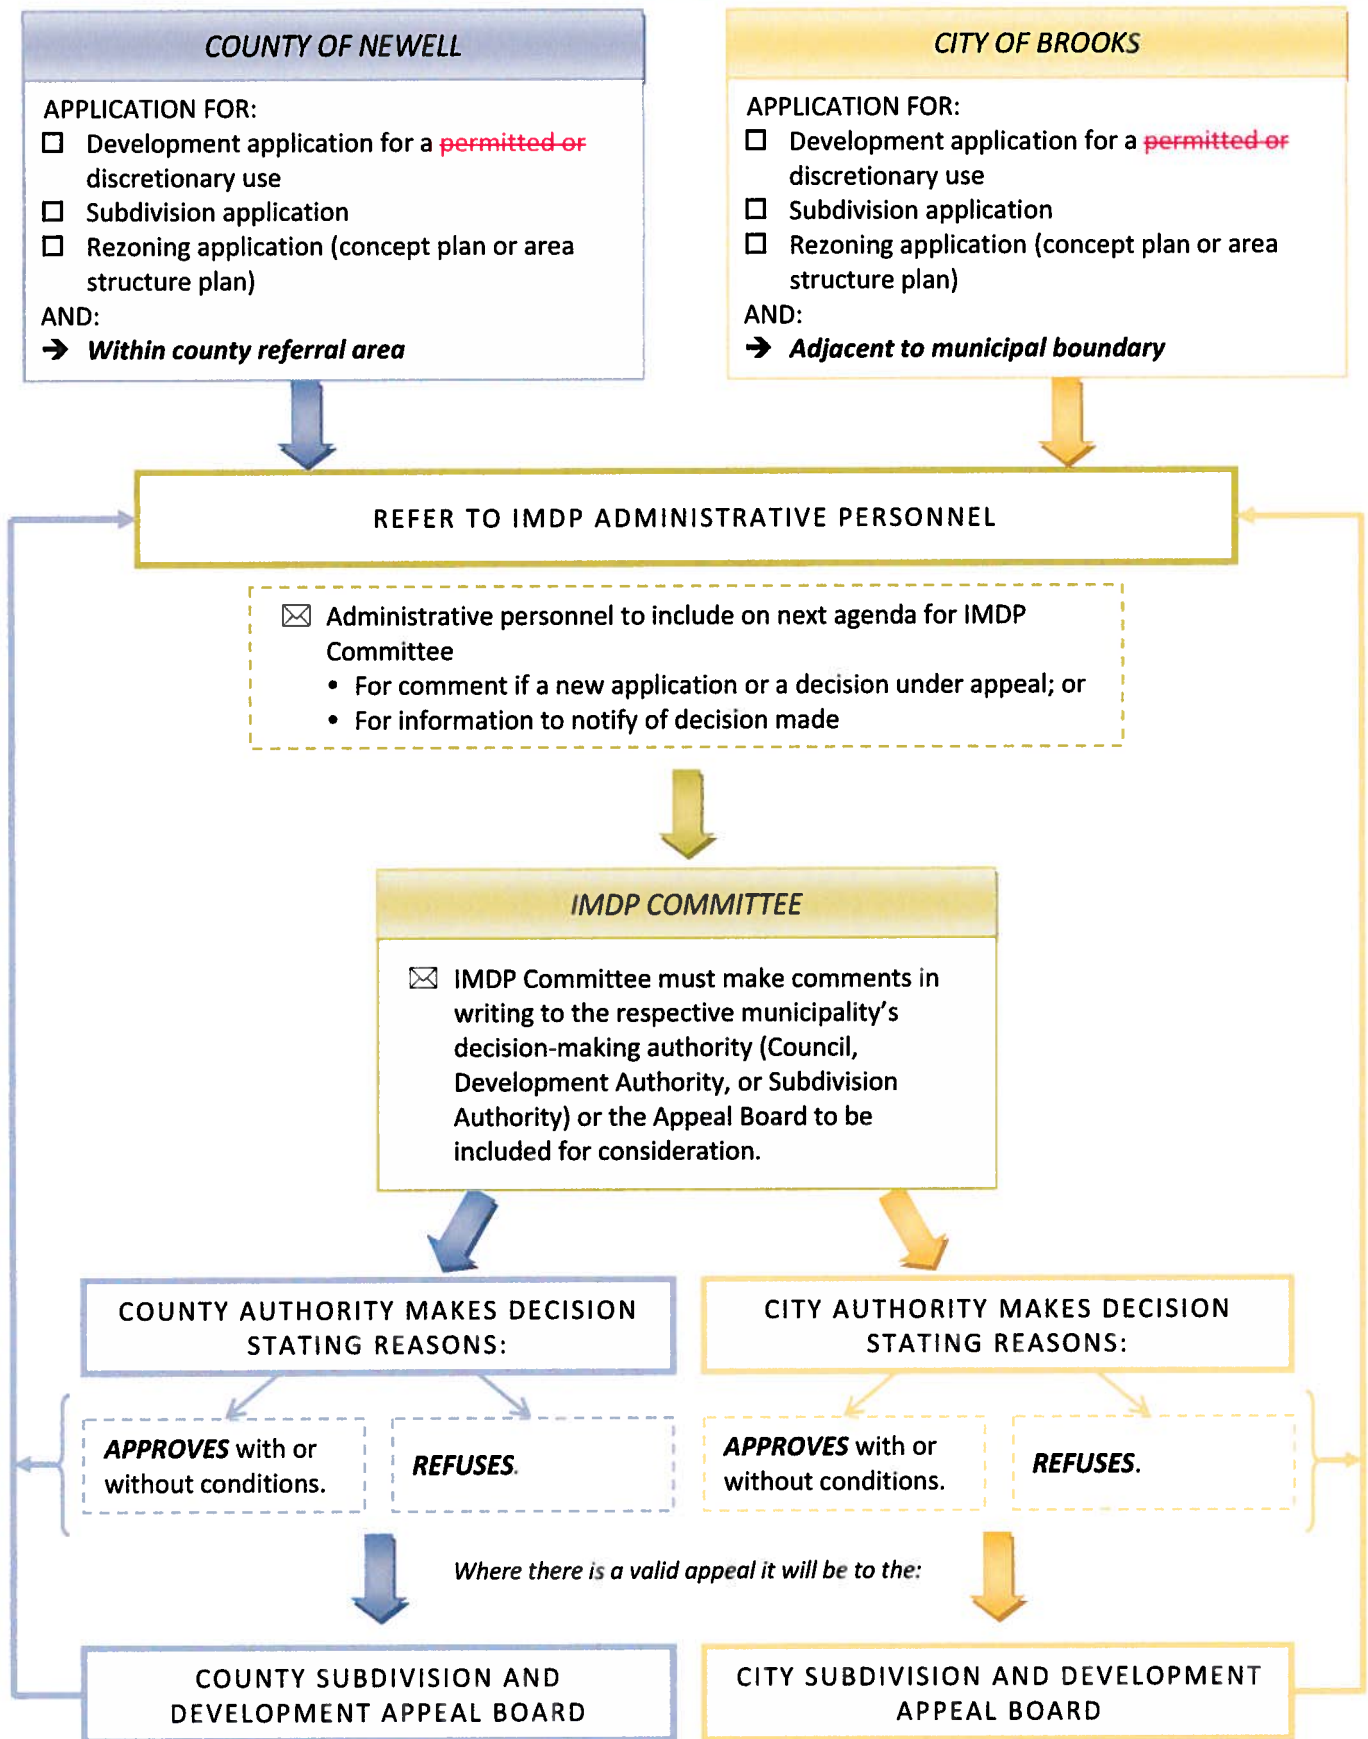 COUNTY OF NEWELL
APPLICATION FOR:
☐ Development application for a permitted or
discretionary use
☐ Subdivision application
☐ Rezoning application (concept plan or area
structure plan)
AND:
→ Within county referral area
CITY OF BROOKS
APPLICATION FOR:
☐ Development application for a permitted or
discretionary use
☐ Subdivision application
☐ Rezoning application (concept plan or area
structure plan)
AND:
→ Adjacent to municipal boundary
REFER TO IMDP ADMINISTRATIVE PERSONNEL
Administrative personnel to include on next agenda for IMDP
Committee
• For comment if a new application or a decision under appeal; or
• For information to notify of decision made
IMDP COMMITTEE
IMDP Committee must make comments in
writing to the respective municipality's
decision-making authority (Council,
Development Authority, or Subdivision
Authority) or the Appeal Board to be
included for consideration.
COUNTY AUTHORITY MAKES DECISION
STATING REASONS:
CITY AUTHORITY MAKES DECISION
STATING REASONS:
APPROVES with or
without conditions.
REFUSES.
APPROVES with or
without conditions.
REFUSES.
Where there is a valid appeal it will be to the:
COUNTY SUBDIVISION AND
DEVELOPMENT APPEAL BOARD
CITY SUBDIVISION AND DEVELOPMENT
APPEAL BOARD